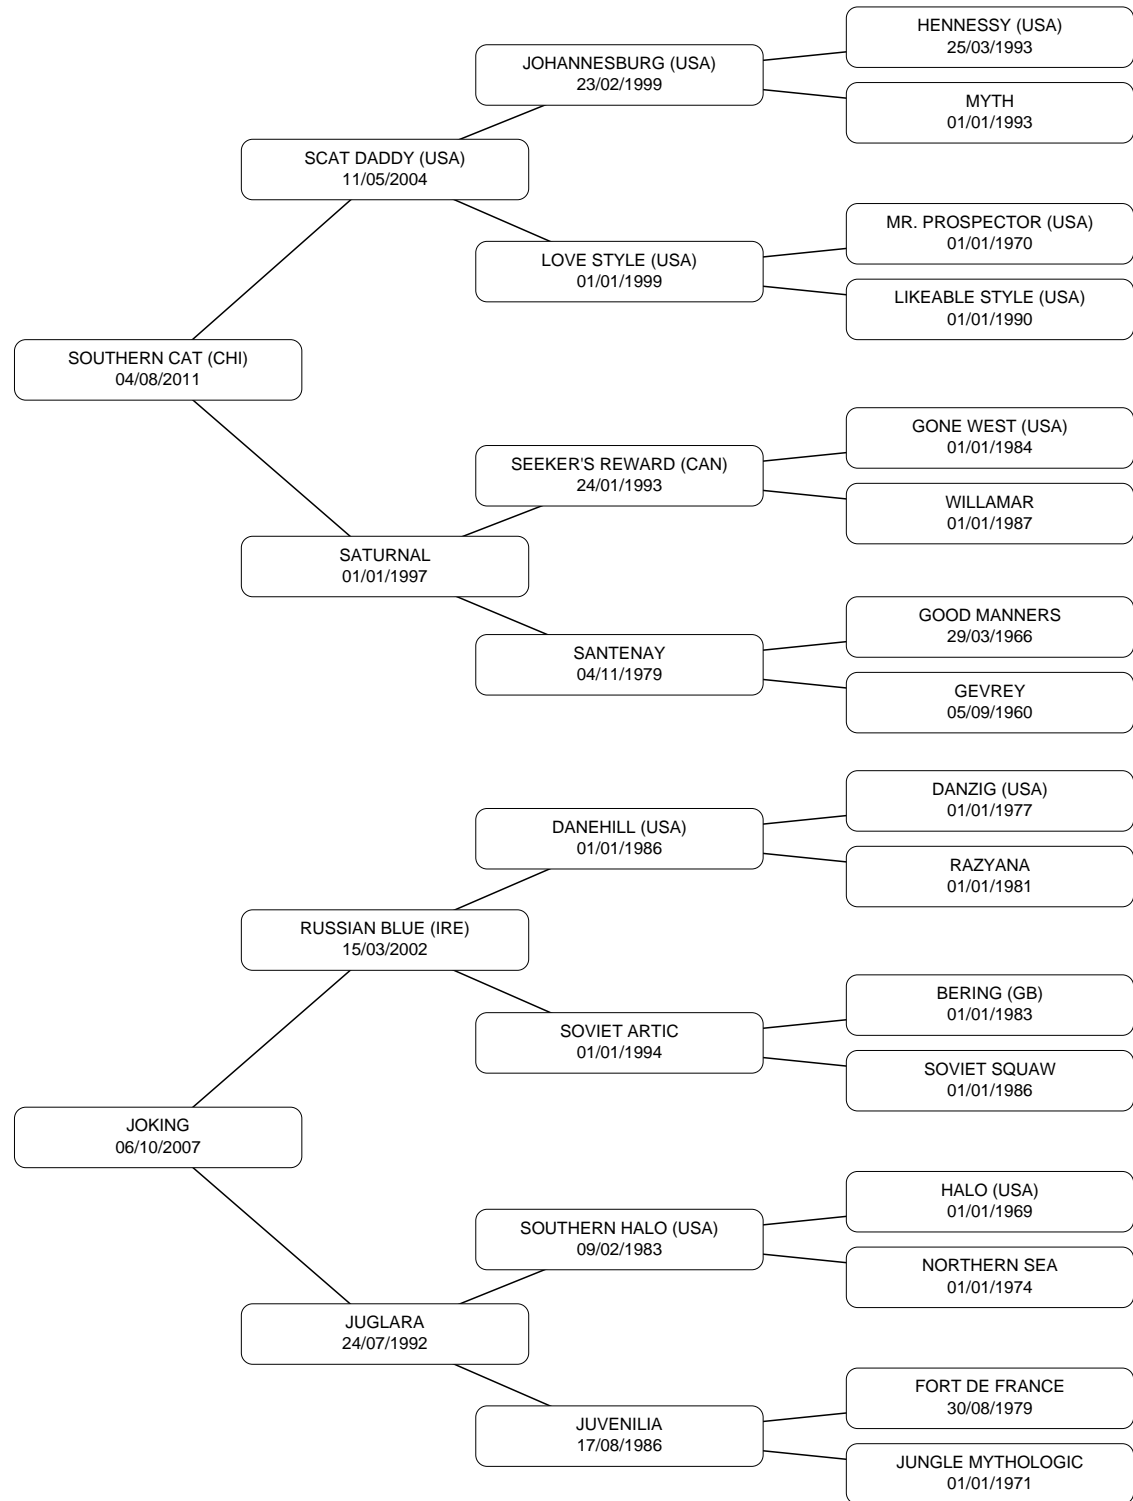 HENNESSY (USA)
25/03/1993
JOHANNESBURG (USA)
23/02/1999
MYTH
01/01/1993
SCAT DADDY (USA)
11/05/2004
MR. PROSPECTOR (USA)
01/01/1970
LOVE STYLE (USA)
01/01/1999
LIKEABLE STYLE (USA)
01/01/1990
SOUTHERN CAT (CHI)
04/08/2011
GONE WEST (USA)
01/01/1984
SEEKER'S REWARD (CAN)
24/01/1993
WILLAMAR
01/01/1987
SATURNAL
01/01/1997
GOOD MANNERS
29/03/1966
SANTENAY
04/11/1979
GEVREY
05/09/1960
DANZIG (USA)
01/01/1977
DANEHILL (USA)
01/01/1986
RAZYANA
01/01/1981
RUSSIAN BLUE (IRE)
15/03/2002
BERING (GB)
01/01/1983
SOVIET ARTIC
01/01/1994
SOVIET SQUAW
01/01/1986
JOKING
06/10/2007
HALO (USA)
01/01/1969
SOUTHERN HALO (USA)
09/02/1983
NORTHERN SEA
01/01/1974
JUGLARA
24/07/1992
FORT DE FRANCE
30/08/1979
JUVENILIA
17/08/1986
JUNGLE MYTHOLOGIC
01/01/1971